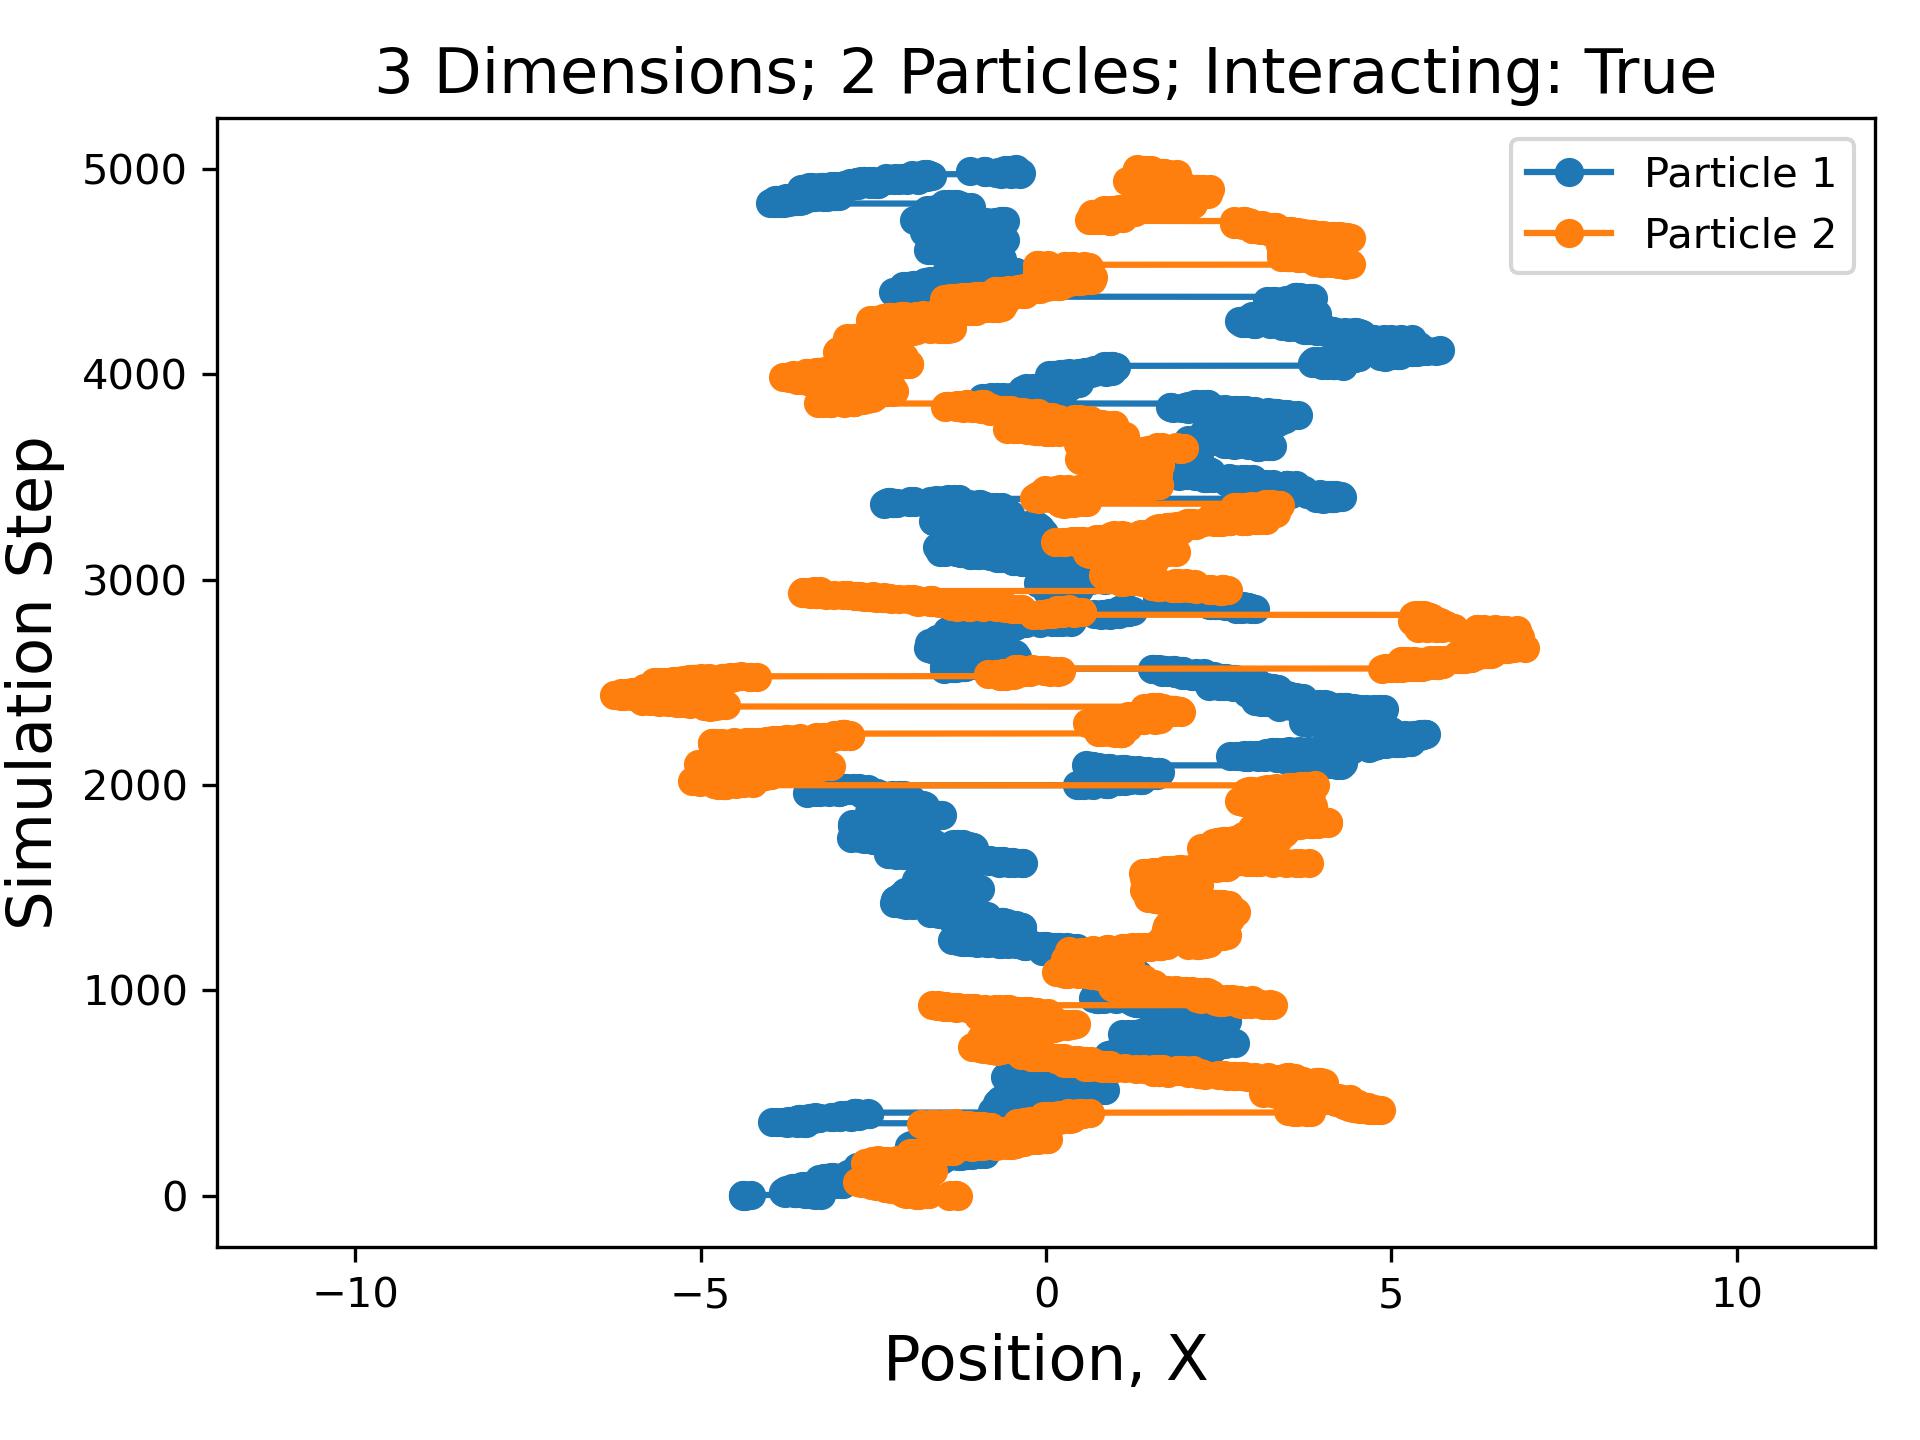 3 Dimensions; 2 Particles; Interacting: True
Particle 1
Particle 2
5000
4000
3000
2000
1000
0
Simulation Step
−10
−5
0
5
10
Position, X